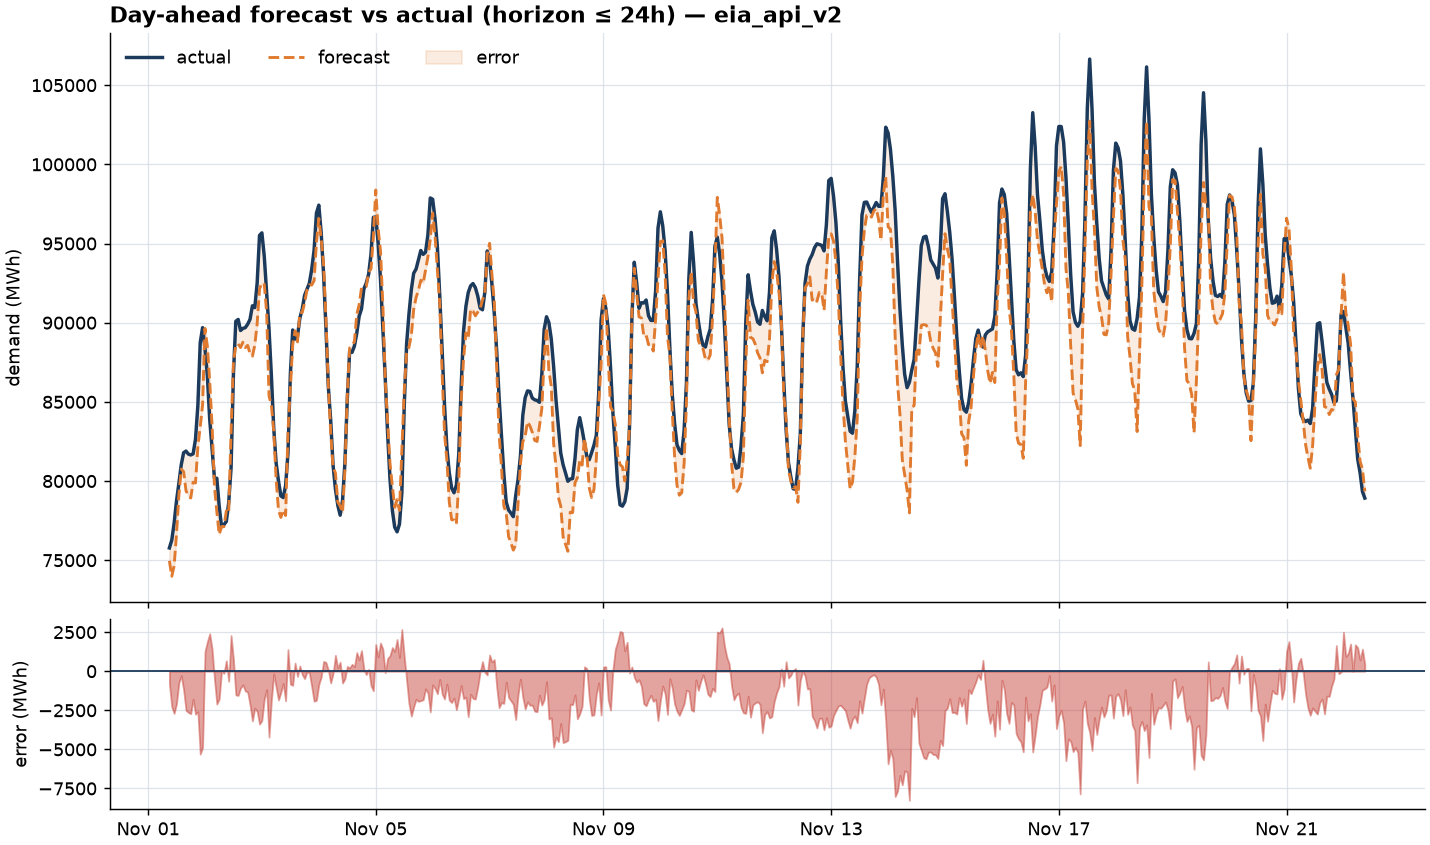 Day-ahead forecast vs actual (horizon ≤ 24h) — eia_api_v2
actual forecast error
demand (MWh)
105000
100000
95000
90000
85000
80000
75000
error (MWh)
2500
0
−2500
−5000
−7500
Nov 01 Nov 05 Nov 09 Nov 13 Nov 17 Nov 21